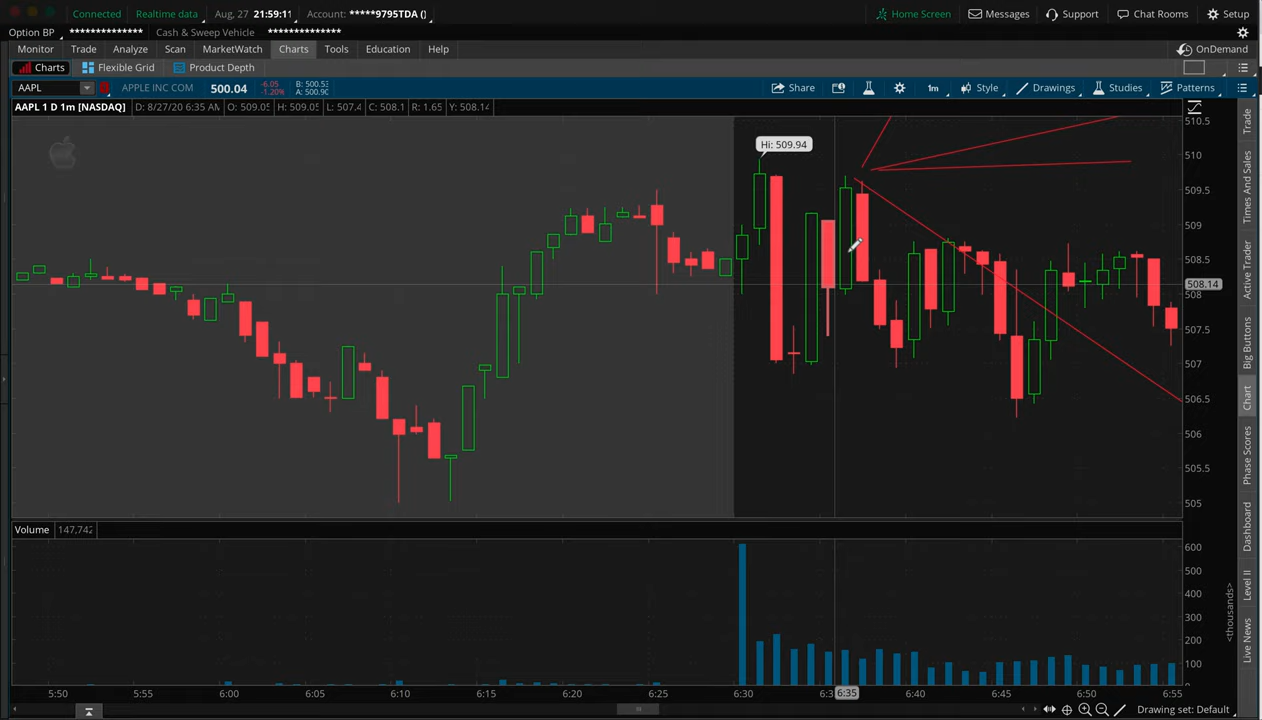 Connected Realtime data Aug, 27 21:59:11 Account: *****9795TDA () Home Screen Messages Support Chat Rooms Setup
Option BP ************** Cash & Sweep Vehicle **************
Monitor Trade Analyze Scan MarketWatch Charts Tools Education Help OnDemand
Charts Flexible Grid Product Depth
AAPL APPLE INC COM 500.04 -6.05 -1.20% B: 500.53 A: 500.90 Share 1m Style Drawings Studies Patterns
AAPL 1 D 1m [NASDAQ] D: 8/27/20 6:35 AM O: 509.05 H: 509.05 L: 507.4 C: 508.1 R: 1.65 Y: 508.14
Hi: 509.94
510.5
510
509.5
509
508.5
508.14
508
507.5
507
506.5
506
505.5
505
Volume 147,742
600
500
400
300
200
100
0
<thousands>
5:50 5:55 6:00 6:05 6:10 6:15 6:20 6:25 6:30 6:35 6:40 6:45 6:50 6:55
Drawing set: Default
Trade
Times And Sales
Active Trader
Big Buttons
Chart
Phase Scores
Dashboard
Level II
Live News